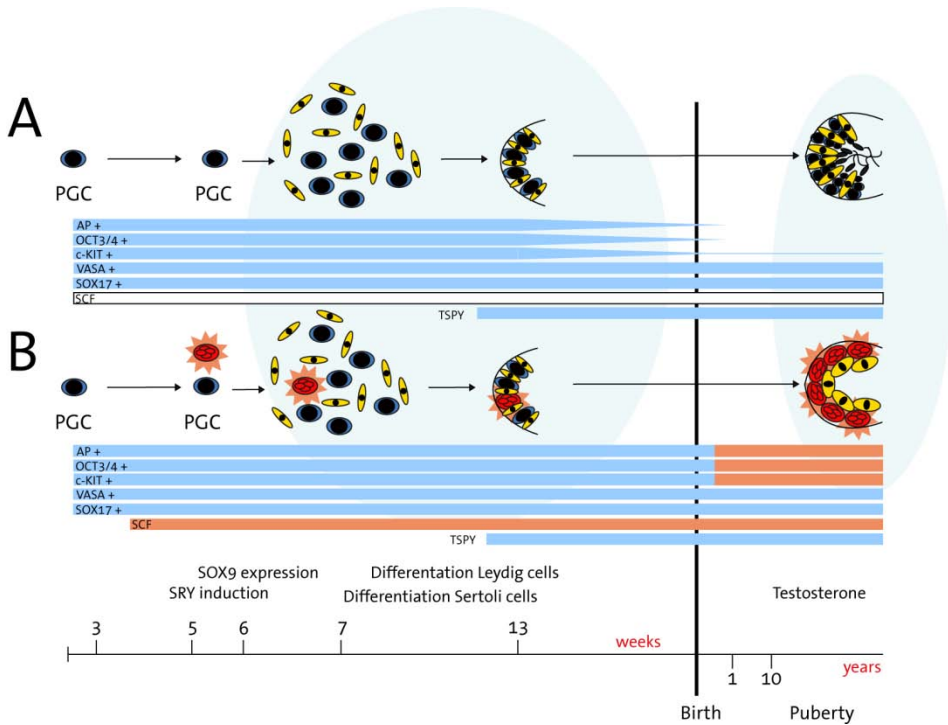 A
PGC
PGC
AP +
OCT3/4 +
c-KIT +
VASA +
SOX17 +
SCF
TSPY
B
PGC
PGC
AP +
OCT3/4 +
c-KIT +
VASA +
SOX17 +
SCF
TSPY
SOX9 expression
Differentation Leydig cells
SRY induction
Differentiation Sertoli cells
Testosterone
3
5
6
7
13
weeks
1
10
years
Birth
Puberty